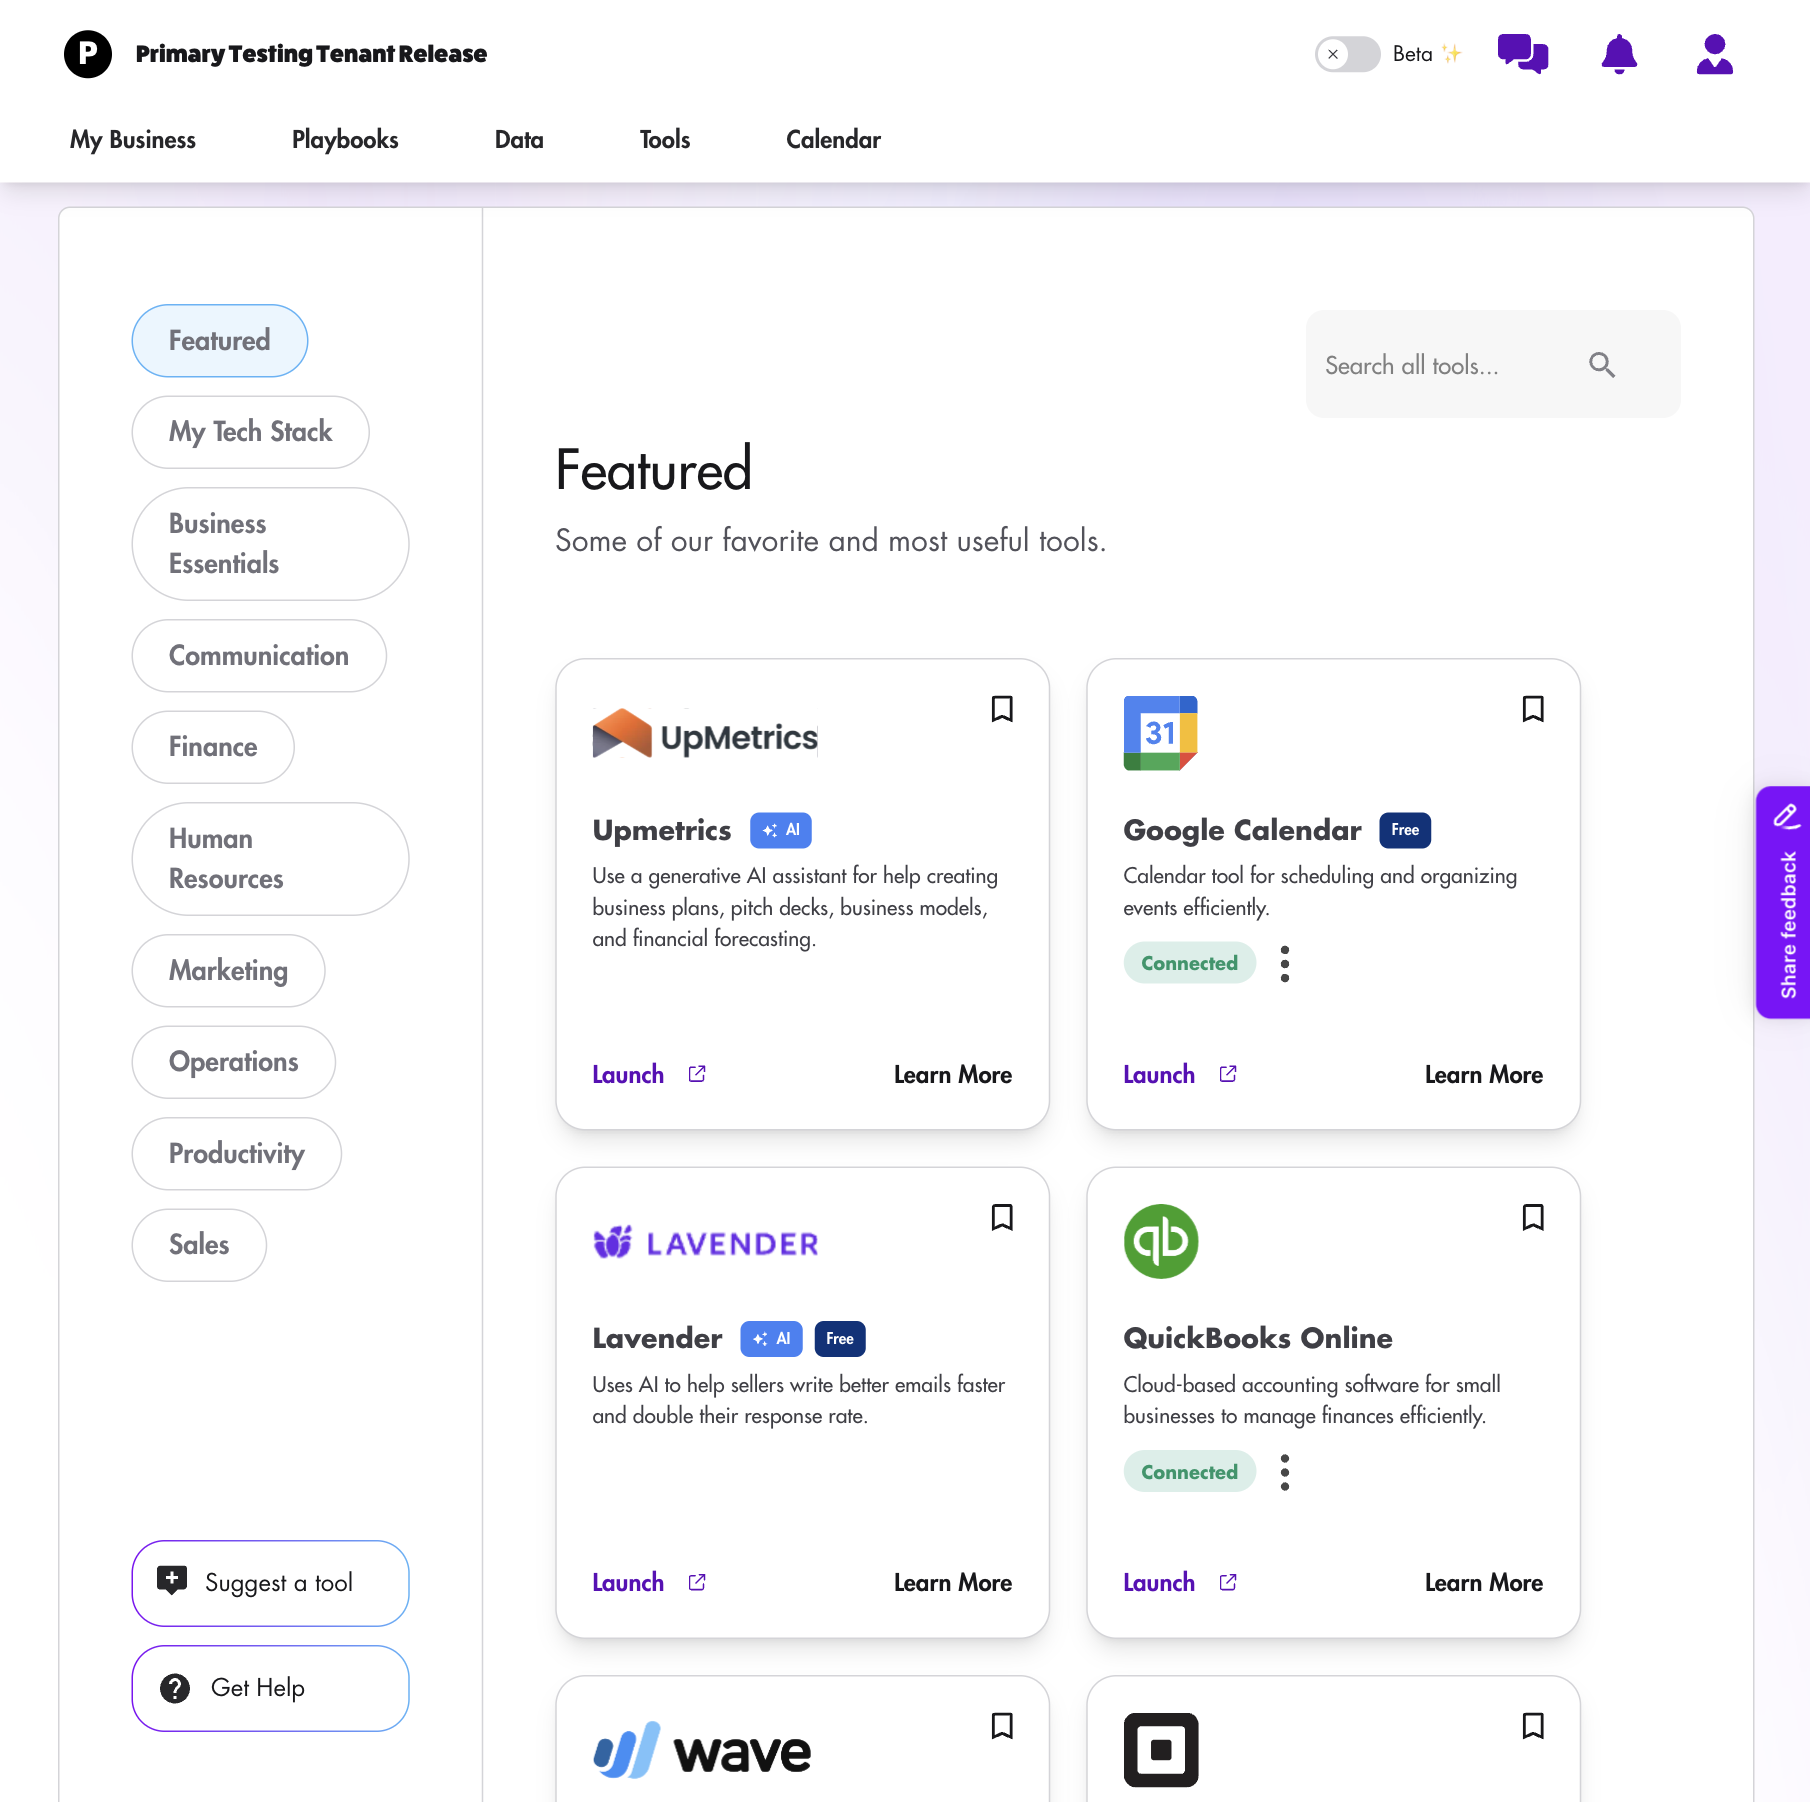 P Primary Testing Tenant Release
Beta
My Business Playbooks Data Tools Calendar
Featured
My Tech Stack
Business
Essentials
Communication
Finance
Human
Resources
Marketing
Operations
Productivity
Sales
Suggest a tool
Get Help
Search all tools...
Featured
Some of our favorite and most useful tools.
UpMetrics
Upmetrics AI
Use a generative AI assistant for help creating
business plans, pitch decks, business models,
and financial forecasting.
Launch Learn More
31
Google Calendar Free
Calendar tool for scheduling and organizing
events efficiently.
Connected
Launch Learn More
LAVENDER
Lavender AI Free
Uses AI to help sellers write better emails faster
and double their response rate.
Launch Learn More
qb
QuickBooks Online
Cloud-based accounting software for small
businesses to manage finances efficiently.
Connected
Launch Learn More
wave
Share feedback